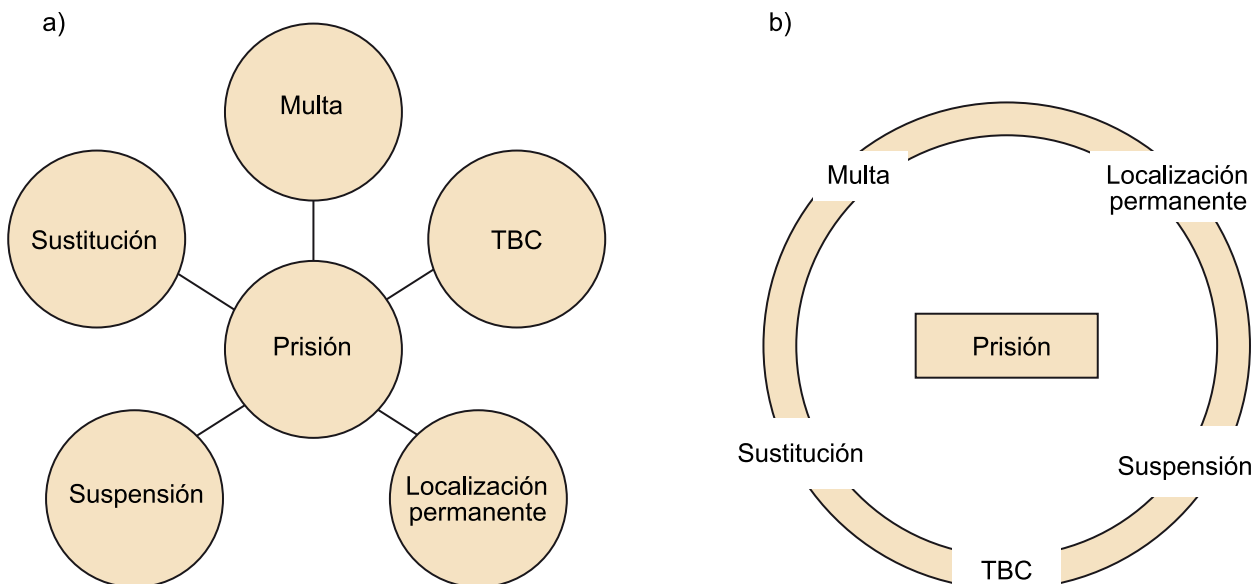 a)
Multa
Sustitución
TBC
Prisión
Suspensión
Localización
permanente
b)
Multa
Localización
permanente
Prisión
Sustitución
Suspensión
TBC